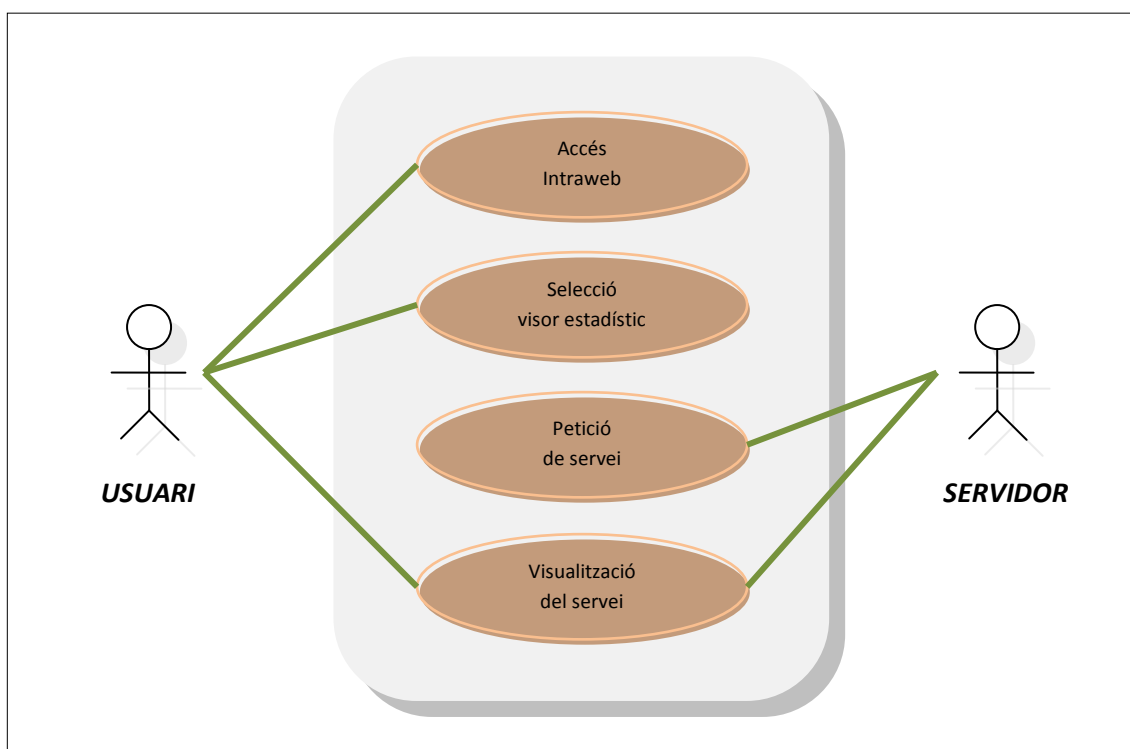 Accés
Intraweb
Selecció
visor estadístic
Petició
de servei
USUARI
SERVIDOR
Visualització
del servei